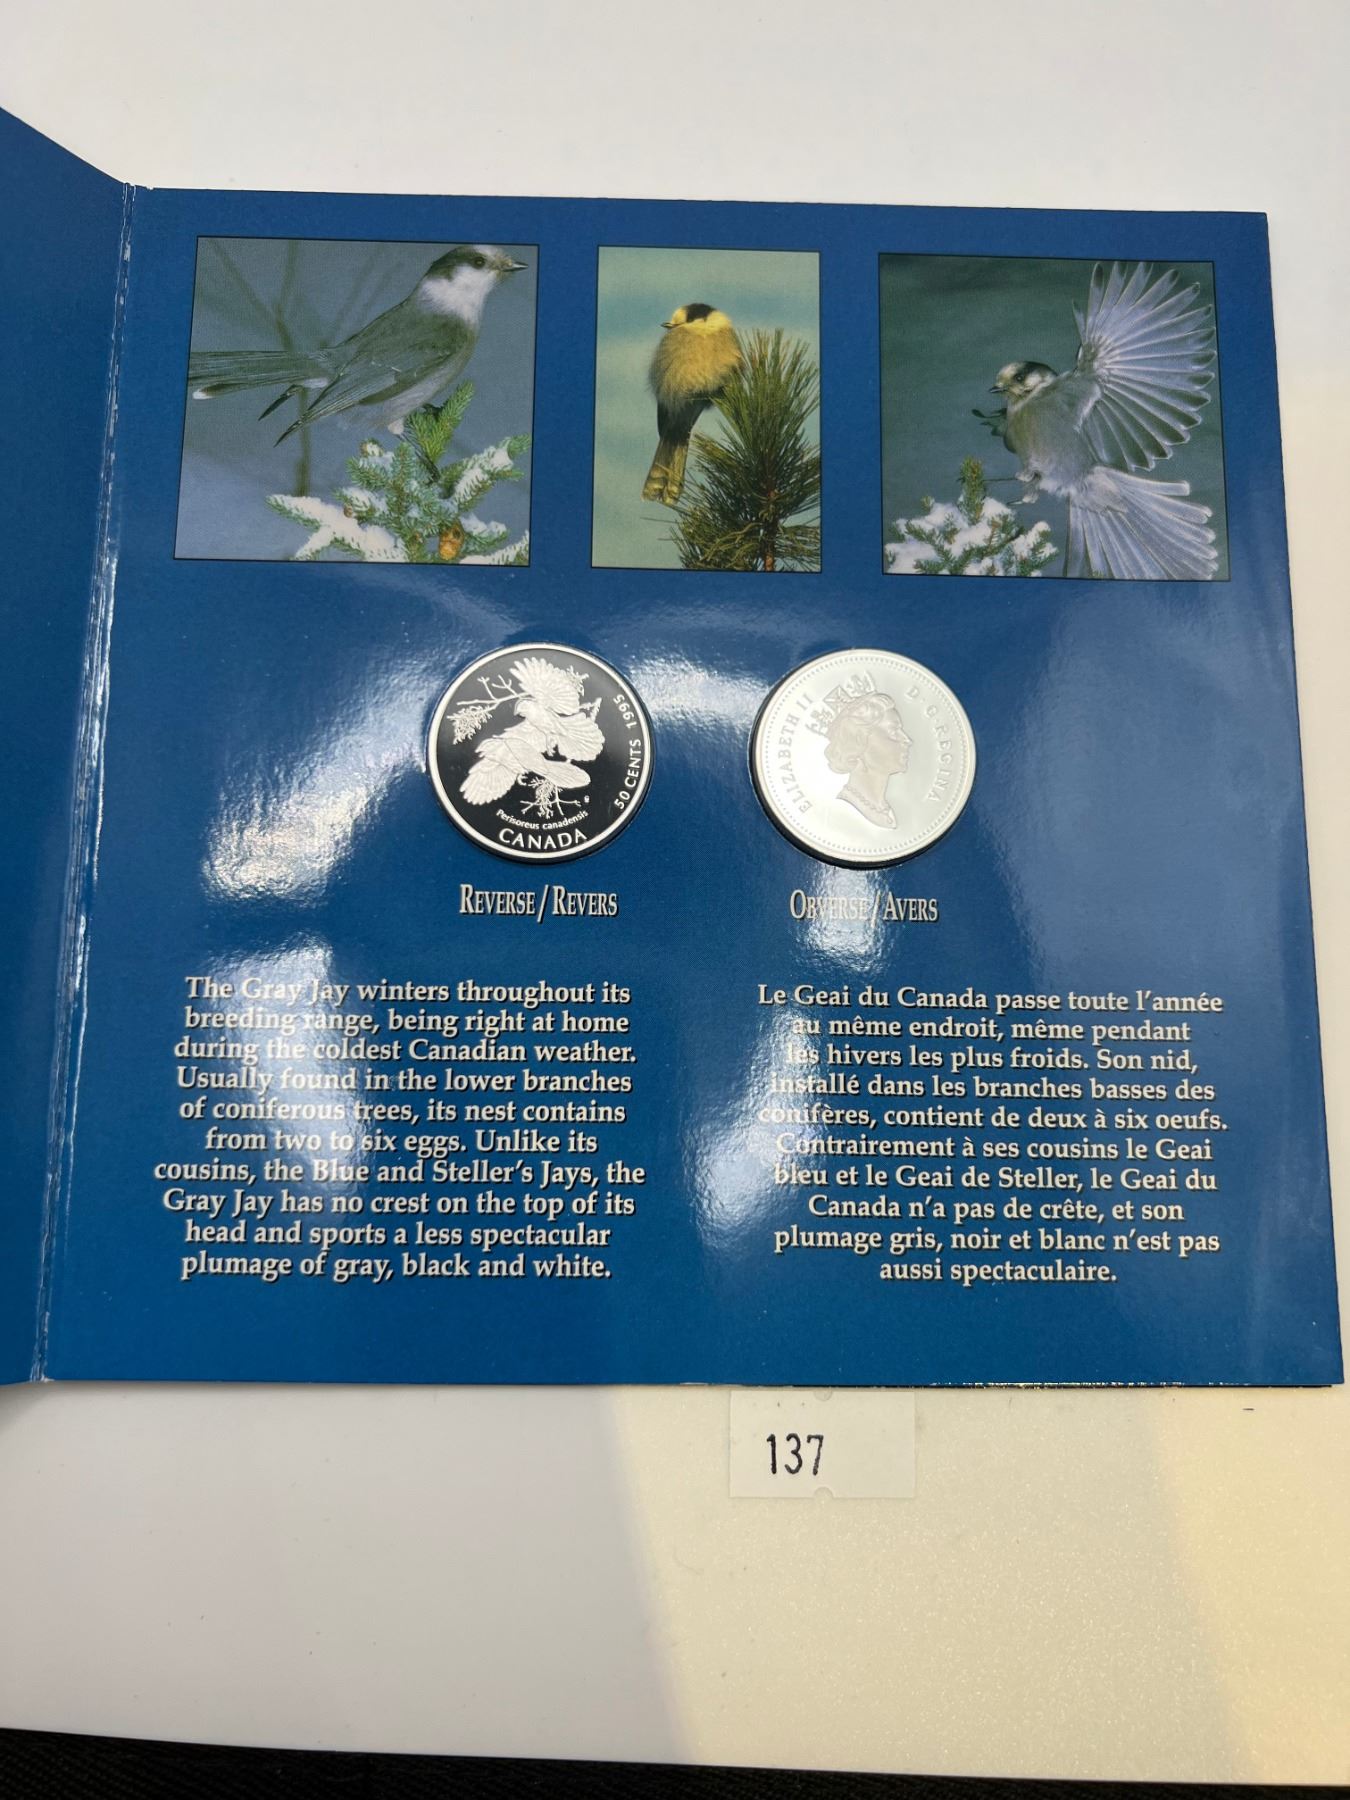 Perisoreus canadensis
CANADA
50 CENTS 1995
ELIZABETH II
D·G·REGINA
REVERSE/REVERS
OBVERSE/AVERS
The Gray Jay winters throughout its
breeding range, being right at home
during the coldest Canadian weather.
Usually found in the lower branches
of coniferous trees, its nest contains
from two to six eggs. Unlike its
cousins, the Blue and Steller's Jays, the
Gray Jay has no crest on the top of its
head and sports a less spectacular
plumage of gray, black and white.
Le Geai du Canada passe toute l'année
au même endroit, même pendant
les hivers les plus froids. Son nid,
installé dans les branches basses des
conifères, contient de deux à six oeufs.
Contrairement à ses cousins le Geai
bleu et le Geai de Steller, le Geai du
Canada n'a pas de crête, et son
plumage gris, noir et blanc n'est pas
aussi spectaculaire.
137